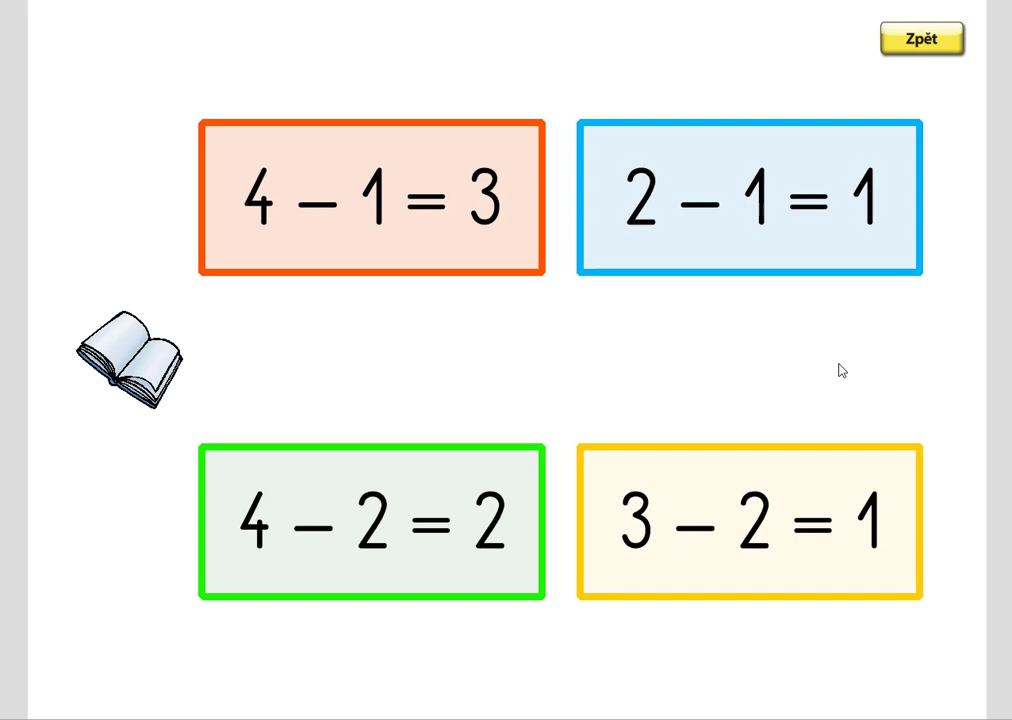 Zpět
4 – 1 = 3
2 – 1 = 1
4 – 2 = 2
3 – 2 = 1